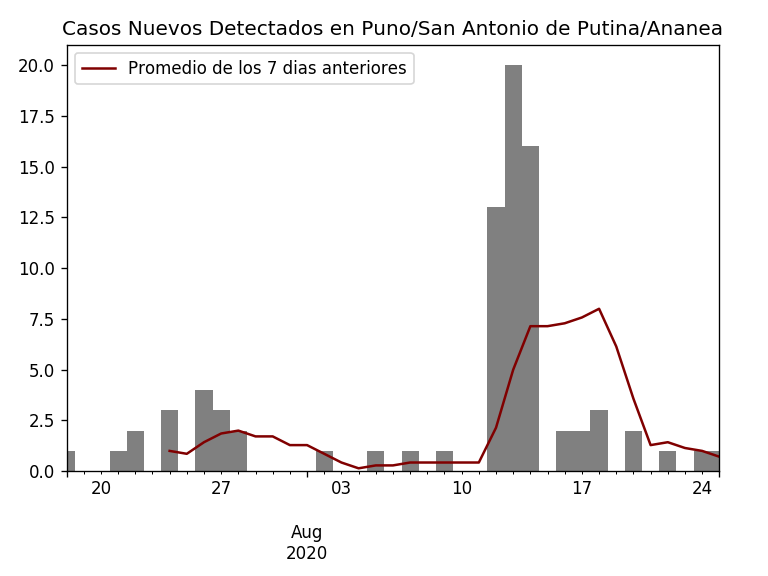 Casos Nuevos Detectados en Puno/San Antonio de Putina/Ananea
Promedio de los 7 dias anteriores
20.0
17.5
15.0
12.5
10.0
7.5
5.0
2.5
0.0
20 27 03 10 17 24
Aug
2020